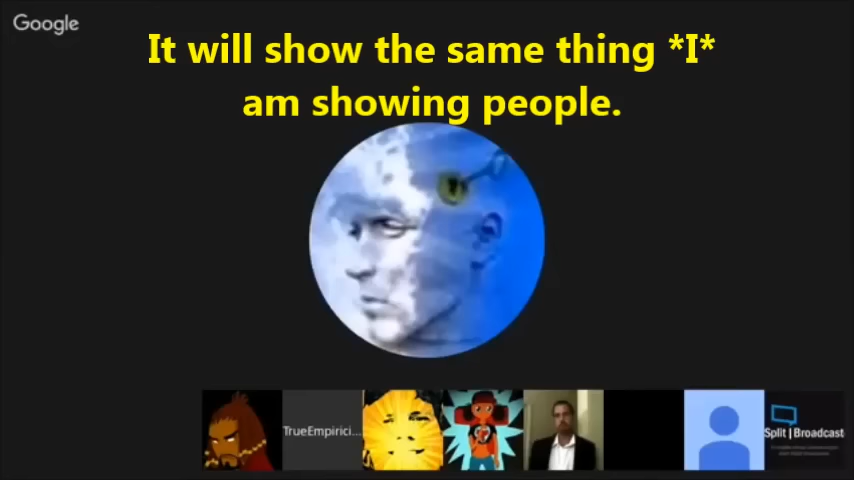 Google
It will show the same thing *I*
am showing people.
TrueEmpirici...
Split | Broadcast